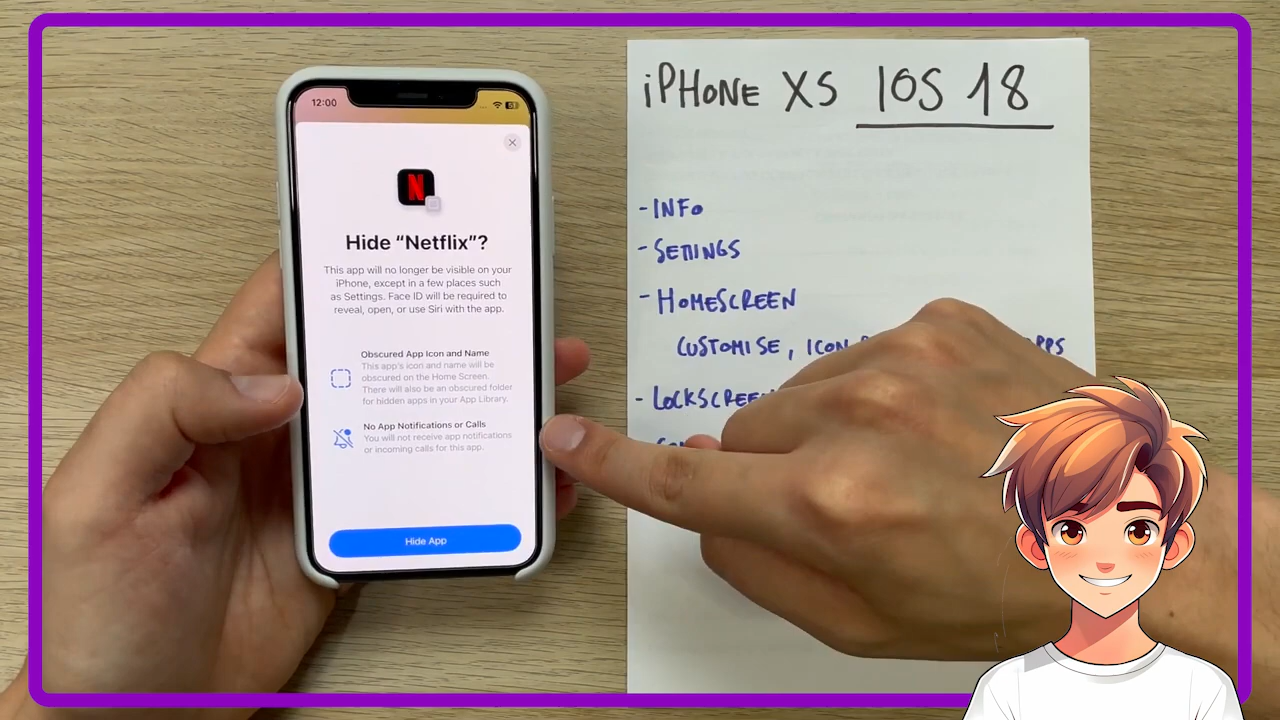 12:00
N
Hide “Netflix”?
This app will no longer be visible on your
iPhone, except in a few places such
as Settings. Face ID will be required to
reveal, open, or use Siri with the app.
Obscured App Icon and Name
This app's icon and name will be
obscured on the Home Screen.
There will also be an obscured folder
for hidden apps in your App Library.
No App Notifications or Calls
You will not receive app notifications
or incoming calls for this app.
Hide App
iPHONE XS IOS 18
- INFO
- SETTINGS
- HOMESCREEN
CUSTOMISE, ICON
- LOCKSCREEN